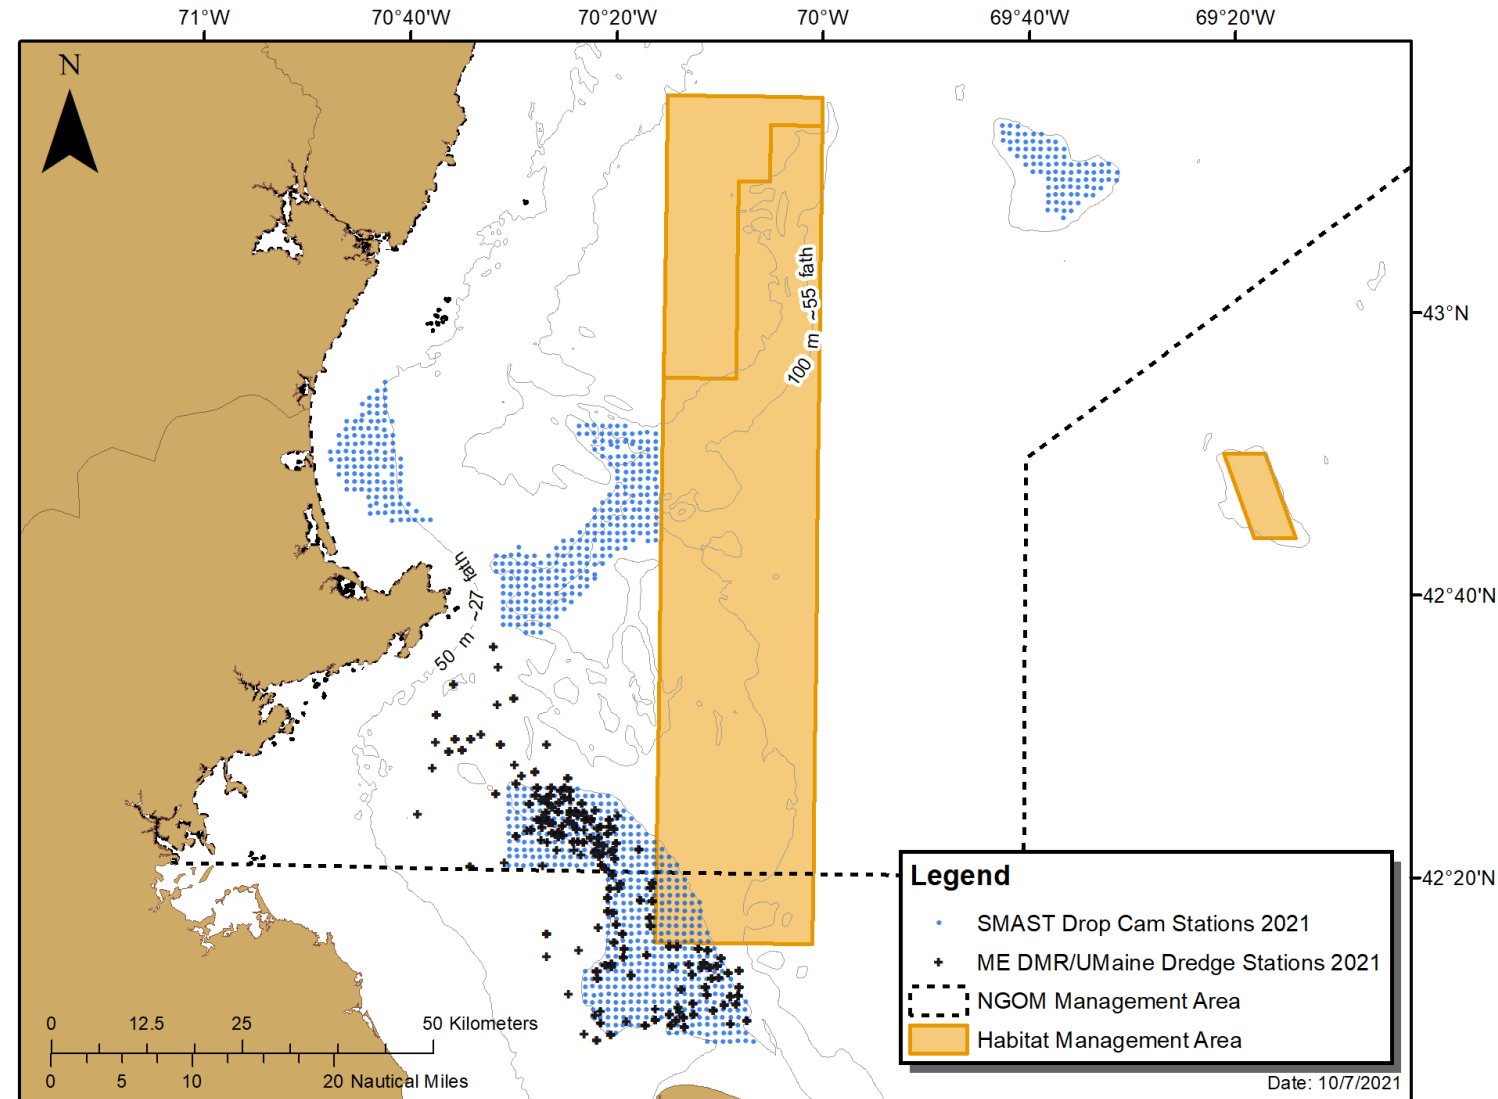 71°W 70°40'W 70°20'W 70°W 69°40'W 69°20'W
N
100 m ~55 fath
43°N
50 m ~27 fath
42°40'N
42°20'N
Legend
SMAST Drop Cam Stations 2021
ME DMR/UMaine Dredge Stations 2021
NGOM Management Area
Habitat Management Area
0 12.5 25 50 Kilometers
0 5 10 20 Nautical Miles
Date: 10/7/2021